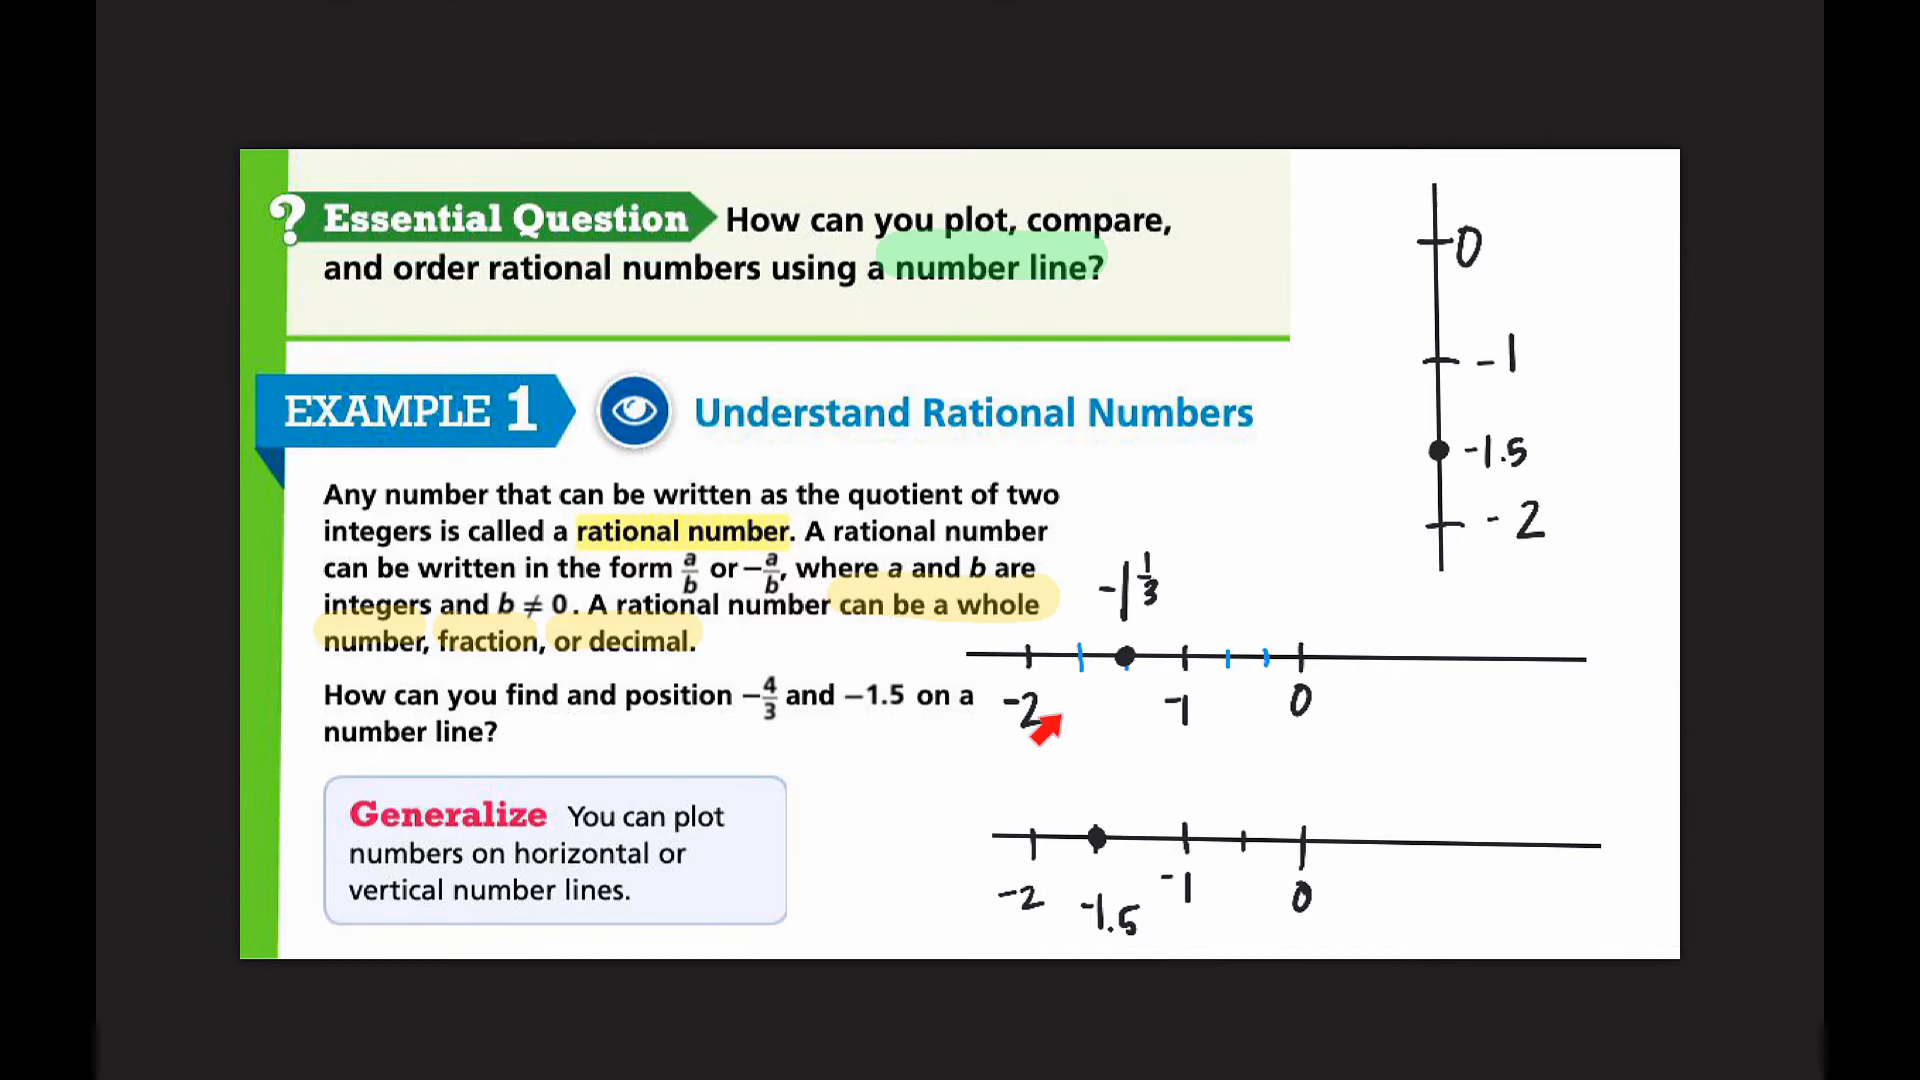 ? Essential Question How can you plot, compare,
and order rational numbers using a number line?
EXAMPLE 1 Understand Rational Numbers
Any number that can be written as the quotient of two
integers is called a rational number. A rational number
can be written in the form a/b or −a/b, where a and b are
integers and b ≠ 0. A rational number can be a whole
number, fraction, or decimal.
How can you find and position −4/3 and −1.5 on a
number line?
Generalize You can plot
numbers on horizontal or
vertical number lines.
0
-1
-1.5
-2
-1 1/3
-2 -1 0
-2 -1.5 -1 0